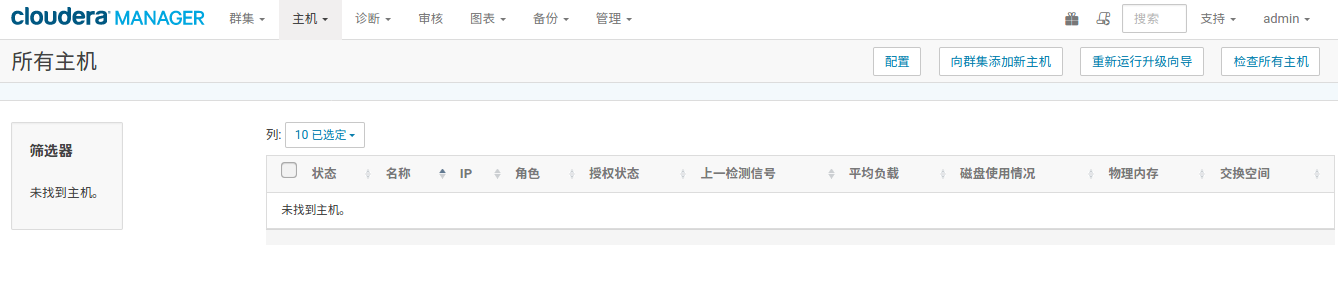 cloudera MANAGER 群集 主机 诊断 审核 图表 备份 管理 搜索 支持 admin
所有主机 配置 向群集添加新主机 重新运行升级向导 检查所有主机
筛选器
未找到主机。
列: 10 已选定
状态 名称 IP 角色 授权状态 上一检测信号 平均负载 磁盘使用情况 物理内存 交换空间
未找到主机。